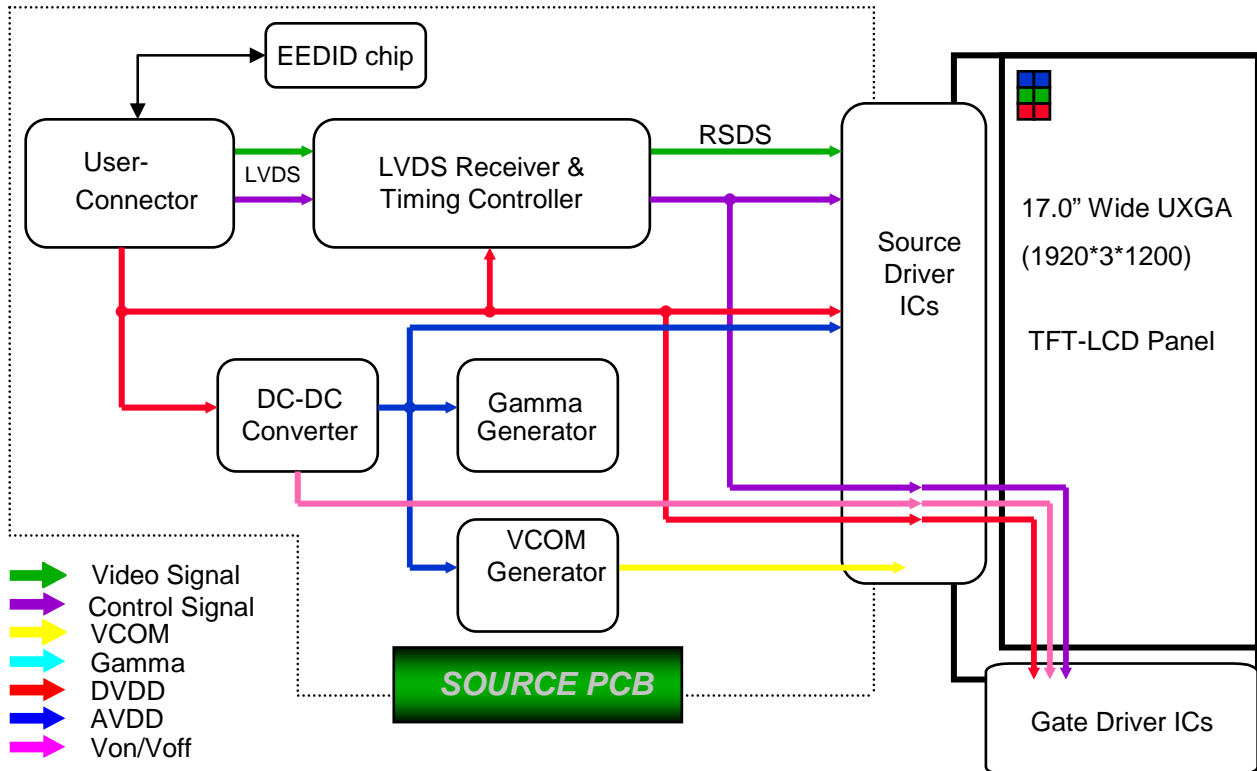 EEDID chip
User-
Connector
LVDS
LVDS Receiver &
Timing Controller
RSDS
Source
Driver
ICs
17.0” Wide UXGA
(1920*3*1200)
TFT-LCD Panel
DC-DC
Converter
Gamma
Generator
VCOM
Generator
Video Signal
Control Signal
VCOM
Gamma
DVDD
AVDD
Von/Voff
SOURCE PCB
Gate Driver ICs